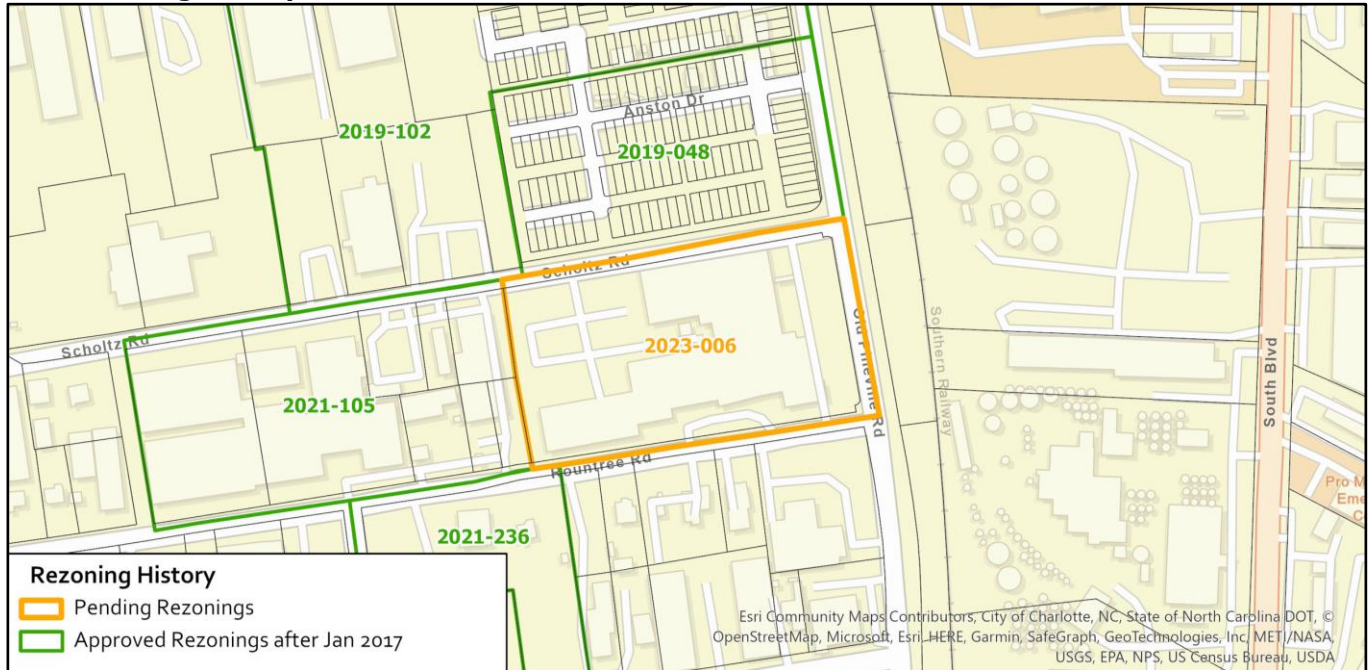 Anston Dr
2019-102
2019-048
Scholtz Rd
2023-006
Old Pineville Rd
Southern Railway
South Blvd
Scholtz Rd
2021-105
Rountree Rd
2021-236
Pro M
Eme
C
Rezoning History
Pending Rezonings
Approved Rezonings after Jan 2017
Esri Community Maps Contributors, City of Charlotte, NC, State of North Carolina DOT, ©
OpenStreetMap, Microsoft, Esri, HERE, Garmin, SafeGraph, GeoTechnologies, Inc, METI/NASA,
USGS, EPA, NPS, US Census Bureau, USDA